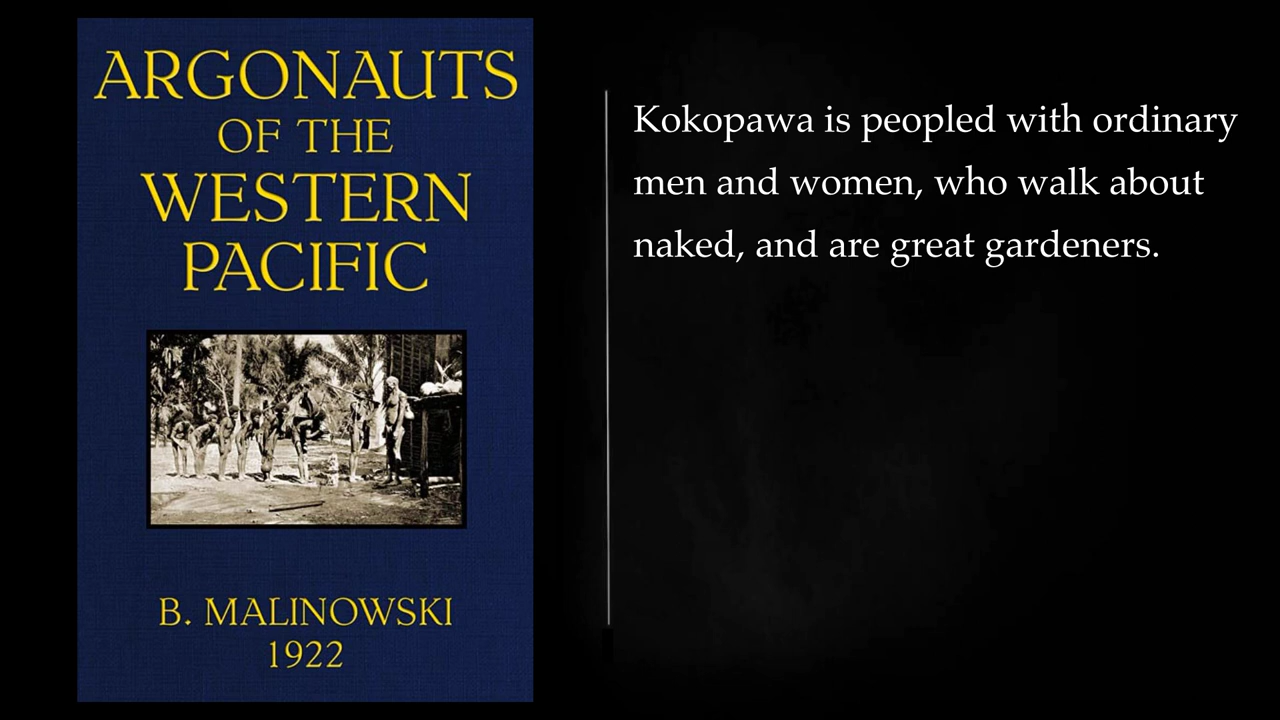 ARGONAUTS
OF THE
WESTERN
PACIFIC
B. MALINOWSKI
1922
Kokopawa is peopled with ordinary
men and women, who walk about
naked, and are great gardeners.